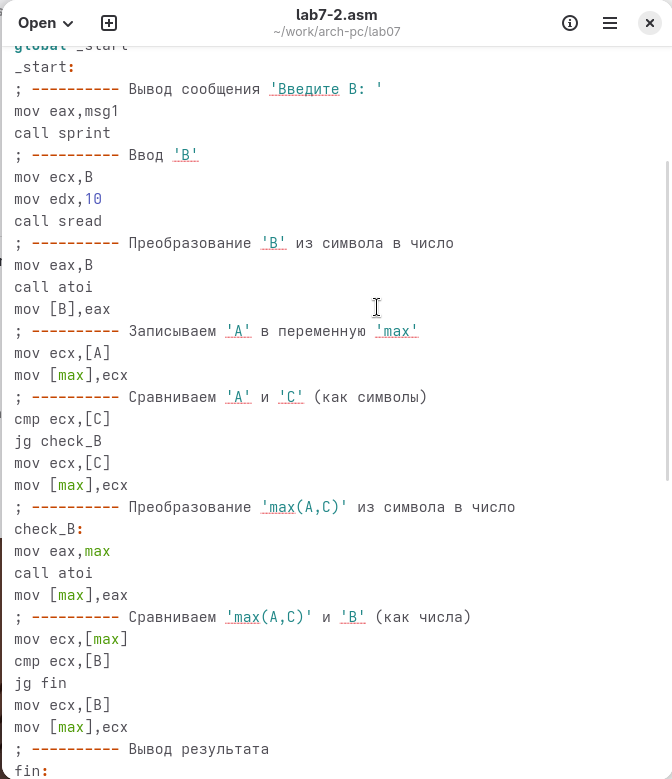 Open
lab7-2.asm
~/work/arch-pc/lab07
global _start
_start:
; ---------- Вывод сообщения 'Введите B: '
mov eax,msg1
call sprint
; ---------- Ввод 'B'
mov ecx,B
mov edx,10
call sread
; ---------- Преобразование 'B' из символа в число
mov eax,B
call atoi
mov [B],eax
; ---------- Записываем 'A' в переменную 'max'
mov ecx,[A]
mov [max],ecx
; ---------- Сравниваем 'A' и 'C' (как символы)
cmp ecx,[C]
jg check_B
mov ecx,[C]
mov [max],ecx
; ---------- Преобразование 'max(A,C)' из символа в число
check_B:
mov eax,max
call atoi
mov [max],eax
; ---------- Сравниваем 'max(A,C)' и 'B' (как числа)
mov ecx,[max]
cmp ecx,[B]
jg fin
mov ecx,[B]
mov [max],ecx
; ---------- Вывод результата
fin: